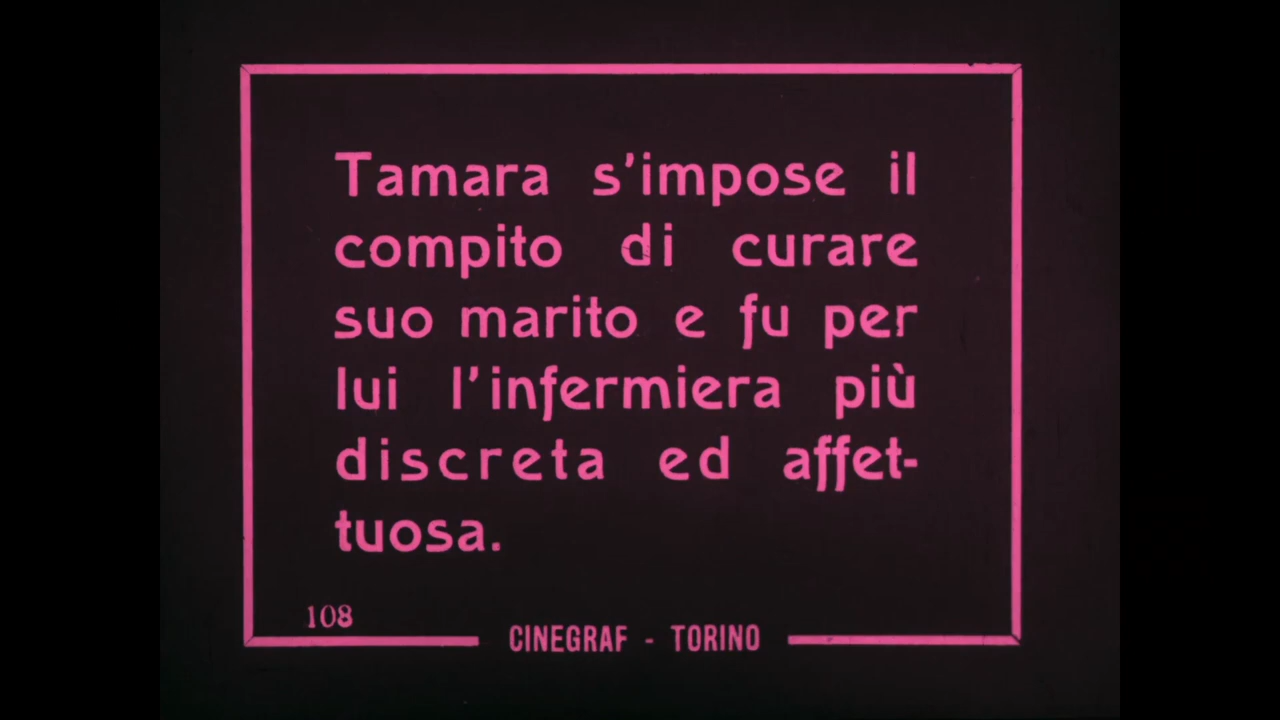 Tamara s'impose il
compito di curare
suo marito e fu per
lui l'infermiera più
discreta ed affet-
tuosa.
108
CINEGRAF - TORINO